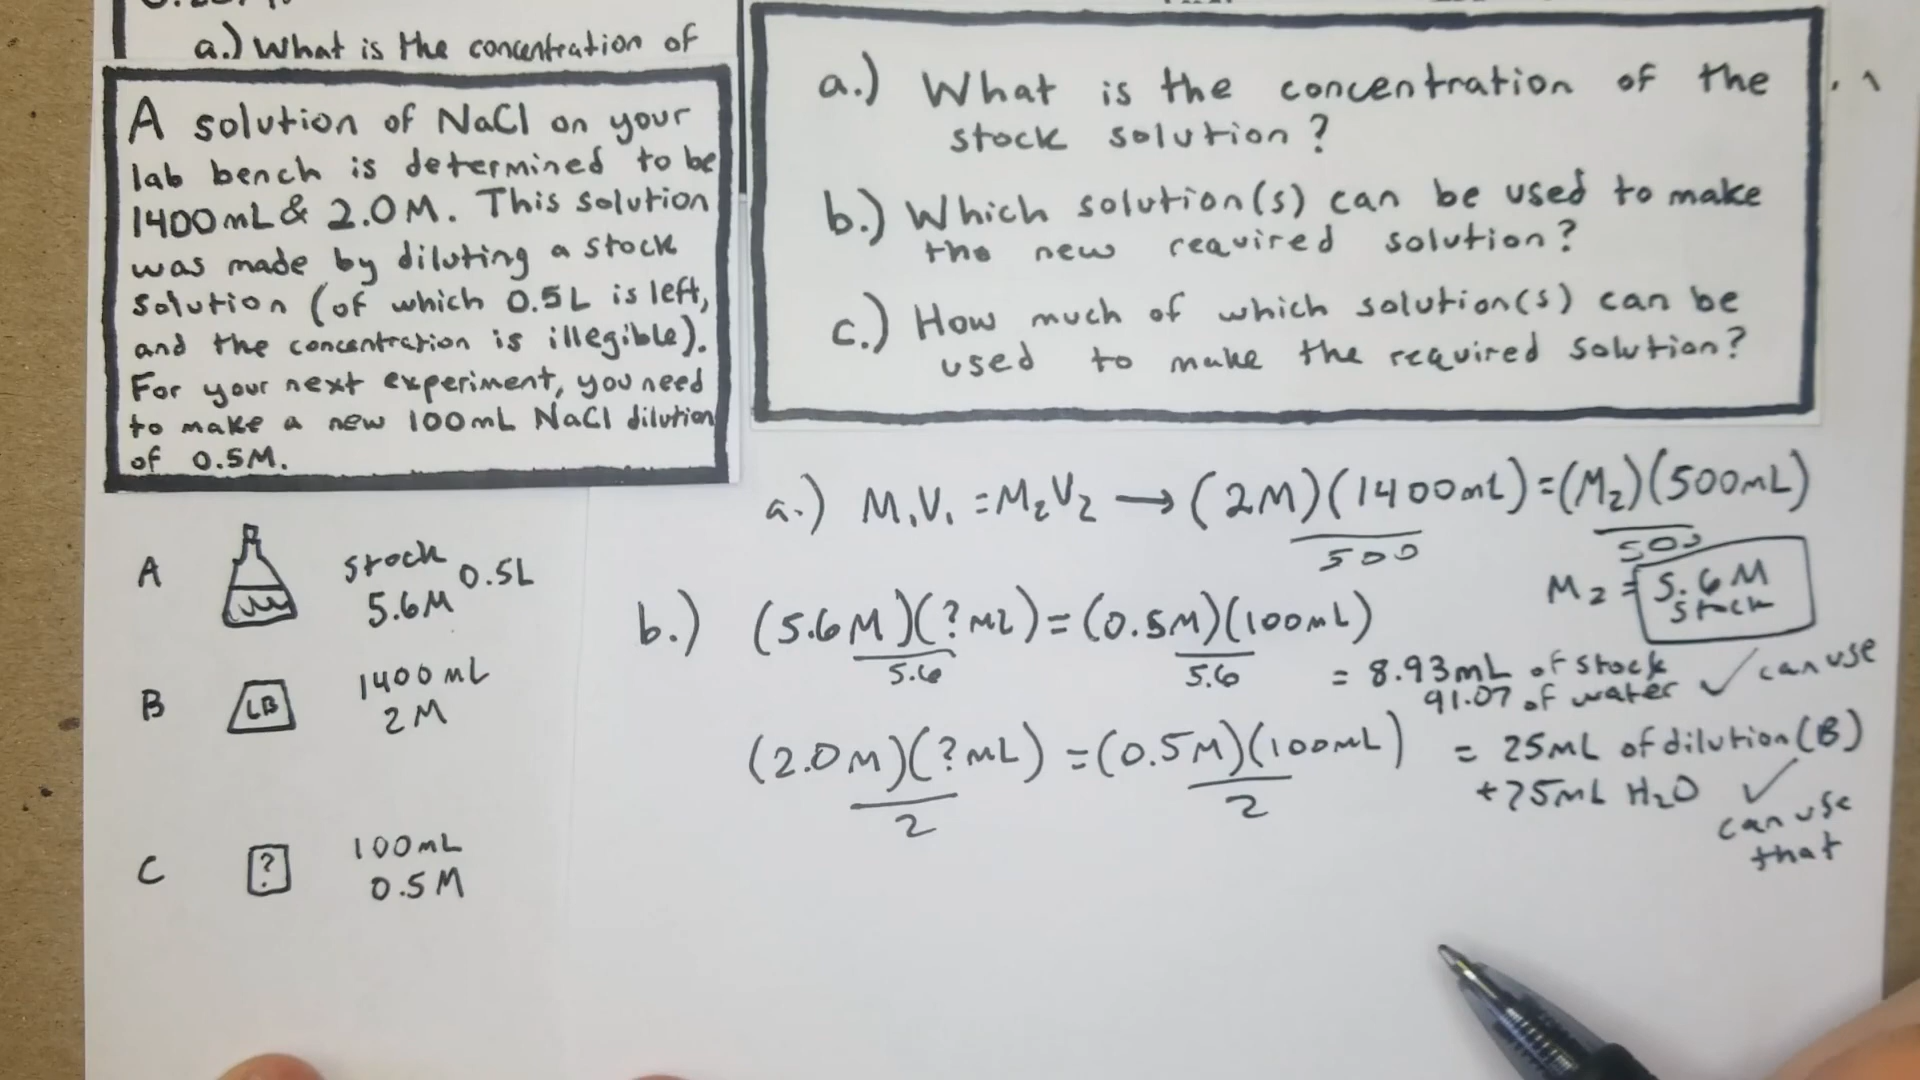 a.) What is the concentration of
A solution of NaCl on your
lab bench is determined to be
1400mL & 2.0M. This solution
was made by diluting a stock
solution (of which 0.5L is left,
and the concentration is illegible).
For your next experiment, you need
to make a new 100mL NaCl dilution
of 0.5M.
a.) What is the concentration of the
stock solution?
b.) Which solution(s) can be used to make
the new required solution?
c.) How much of which solution(s) can be
used to make the required solution?
A stock 0.5L
5.6M
B LB 1400mL
2M
C ? 100mL
0.5M
a.) M₁V₁ = M₂V₂ → (2M)(1400mL) = (M₂)(500mL)
500 500
M₂ = 5.6M
stock
b.) (5.6M)(?mL) = (0.5M)(100mL)
5.6 5.6
= 8.93mL of stock
91.07 of water ✓ can use
(2.0M)(?mL) = (0.5M)(100mL)
2 2
= 25mL of dilution (B)
+75mL H₂O ✓
can use
that